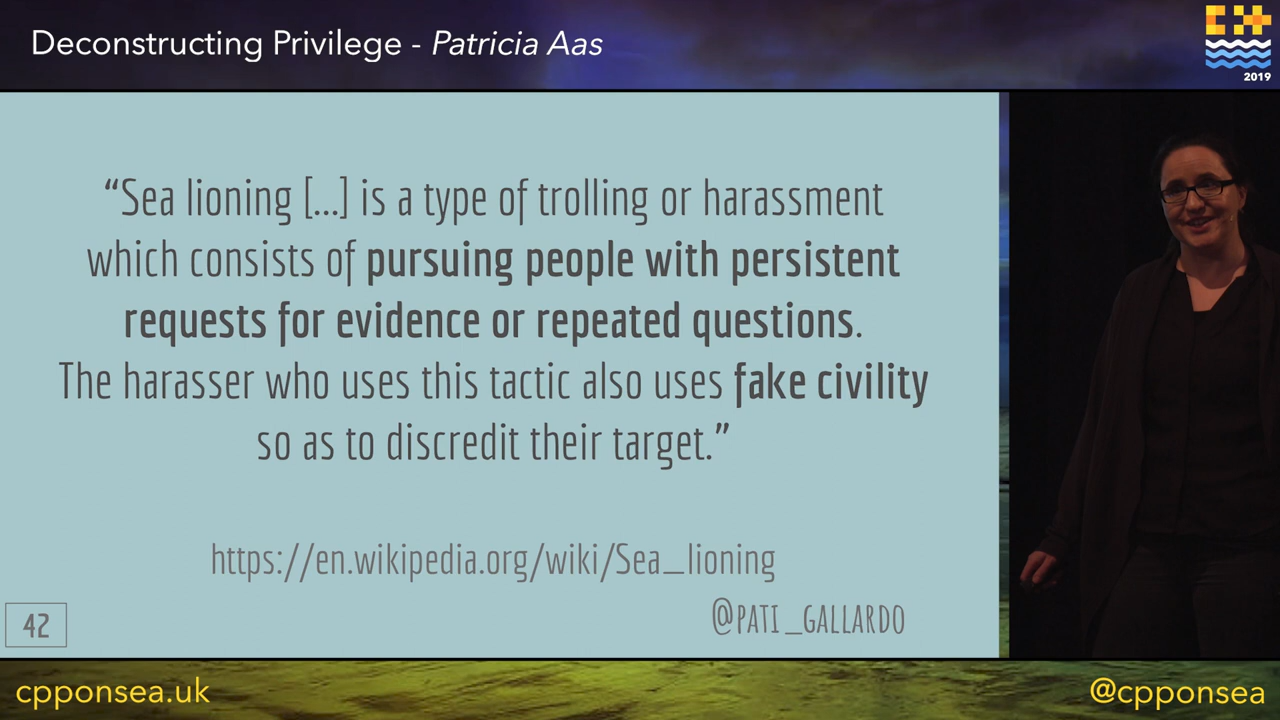 Deconstructing Privilege - Patricia Aas
2019
“Sea lioning [...] is a type of trolling or harassment
which consists of pursuing people with persistent
requests for evidence or repeated questions.
The harasser who uses this tactic also uses fake civility
so as to discredit their target.”
https://en.wikipedia.org/wiki/Sea_lioning
@PATI_GALLARDO
42
cpponsea.uk
@cpponsea